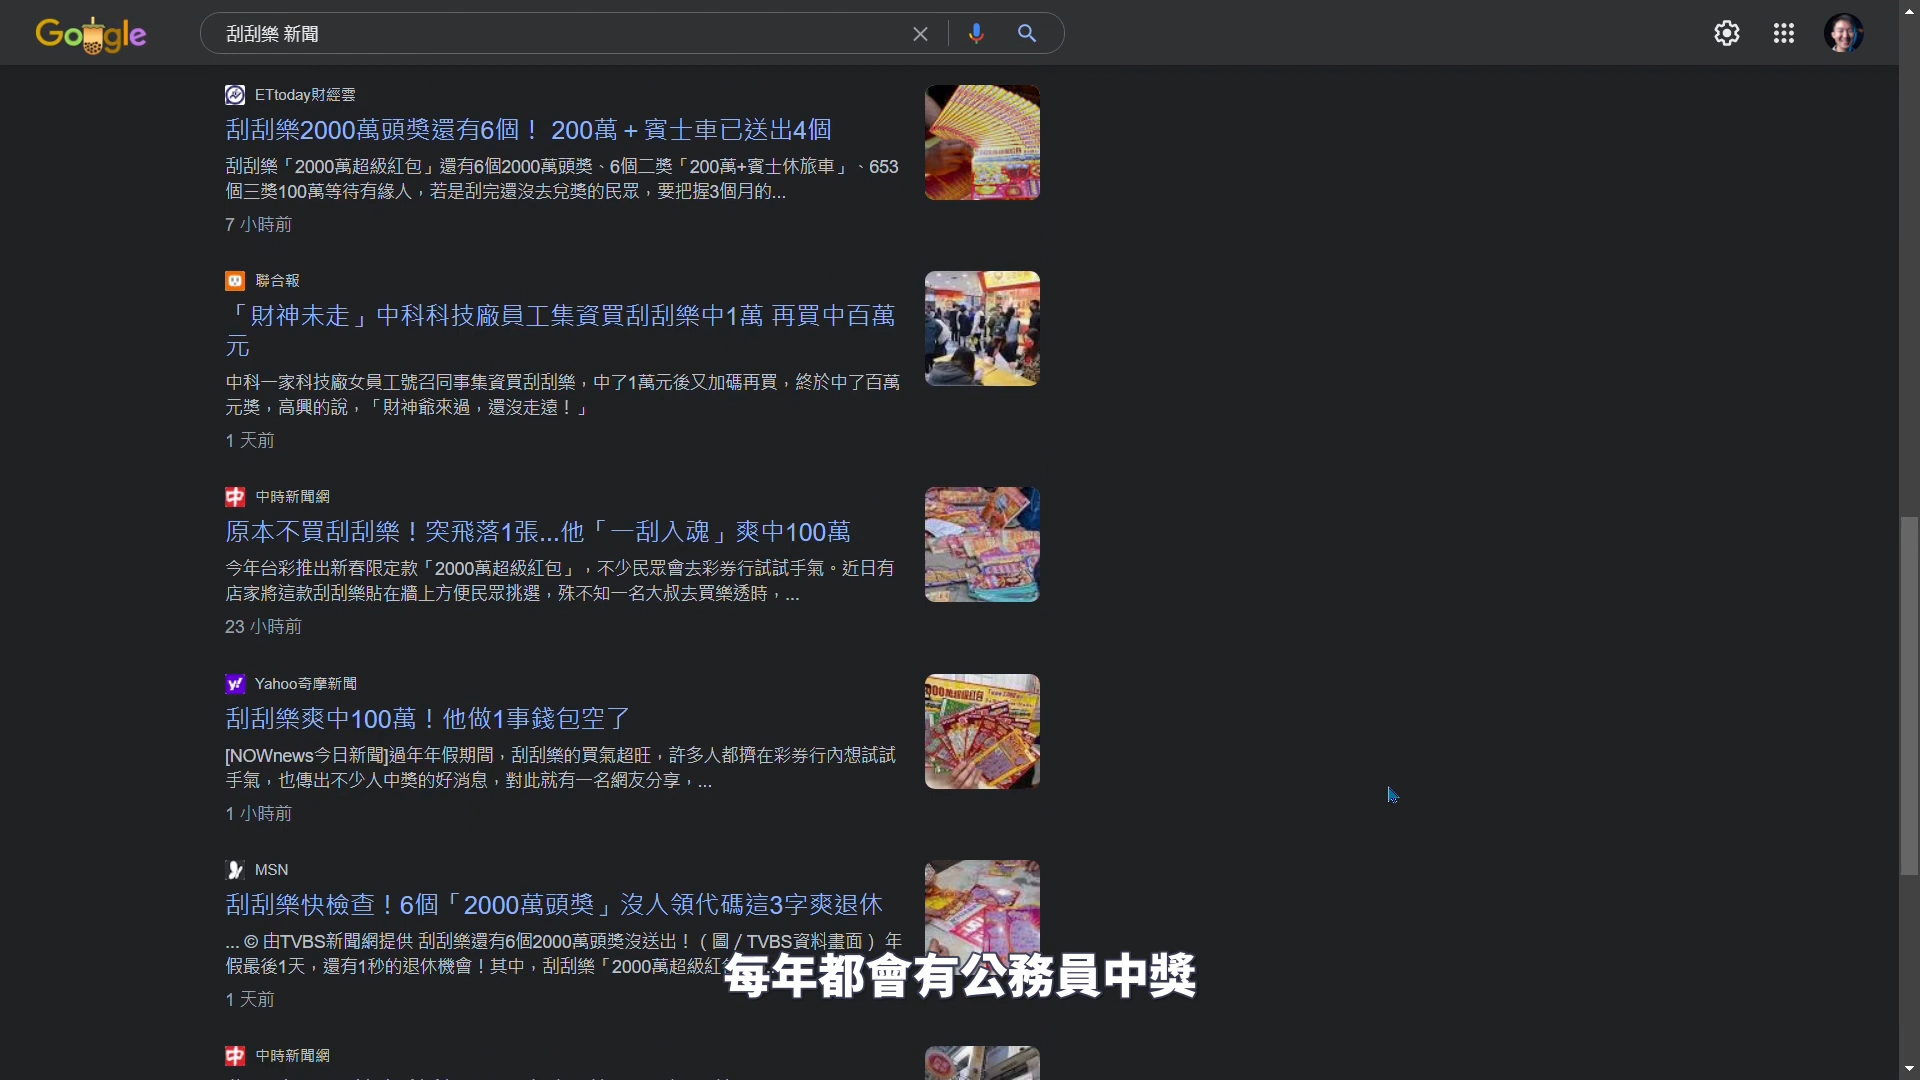 Google
刮刮樂 新聞
ETtoday財經雲
刮刮樂2000萬頭獎還有6個！ 200萬＋賓士車已送出4個
刮刮樂「2000萬超級紅包」還有6個2000萬頭獎、6個二獎「200萬+賓士休旅車」、653
個三獎100萬等待有緣人，若是刮完還沒去兌獎的民眾，要把握3個月的...
7 小時前
聯合報
「財神未走」中科科技廠員工集資買刮刮樂中1萬 再買中百萬
元
中科一家科技廠女員工號召同事集資買刮刮樂，中了1萬元後又加碼再買，終於中了百萬
元獎，高興的說，「財神爺來過，還沒走遠！」
1 天前
中時新聞網
原本不買刮刮樂！突飛落1張...他「一刮入魂」爽中100萬
今年台彩推出新春限定款「2000萬超級紅包」，不少民眾會去彩券行試試手氣。近日有
店家將這款刮刮樂貼在牆上方便民眾挑選，殊不知一名大叔去買樂透時，...
23 小時前
Yahoo奇摩新聞
刮刮樂爽中100萬！他做1事錢包空了
[NOWnews今日新聞]過年年假期間，刮刮樂的買氣超旺，許多人都擠在彩券行內想試試
手氣，也傳出不少人中獎的好消息，對此就有一名網友分享，...
1 小時前
MSN
刮刮樂快檢查！6個「2000萬頭獎」沒人領代碼這3字爽退休
... © 由TVBS新聞網提供 刮刮樂還有6個2000萬頭獎沒送出！（圖／TVBS資料畫面） 年
假最後1天，還有1秒的退休機會！其中，刮刮樂「2000萬超級紅
每年都會有公務員中獎
1 天前
中時新聞網